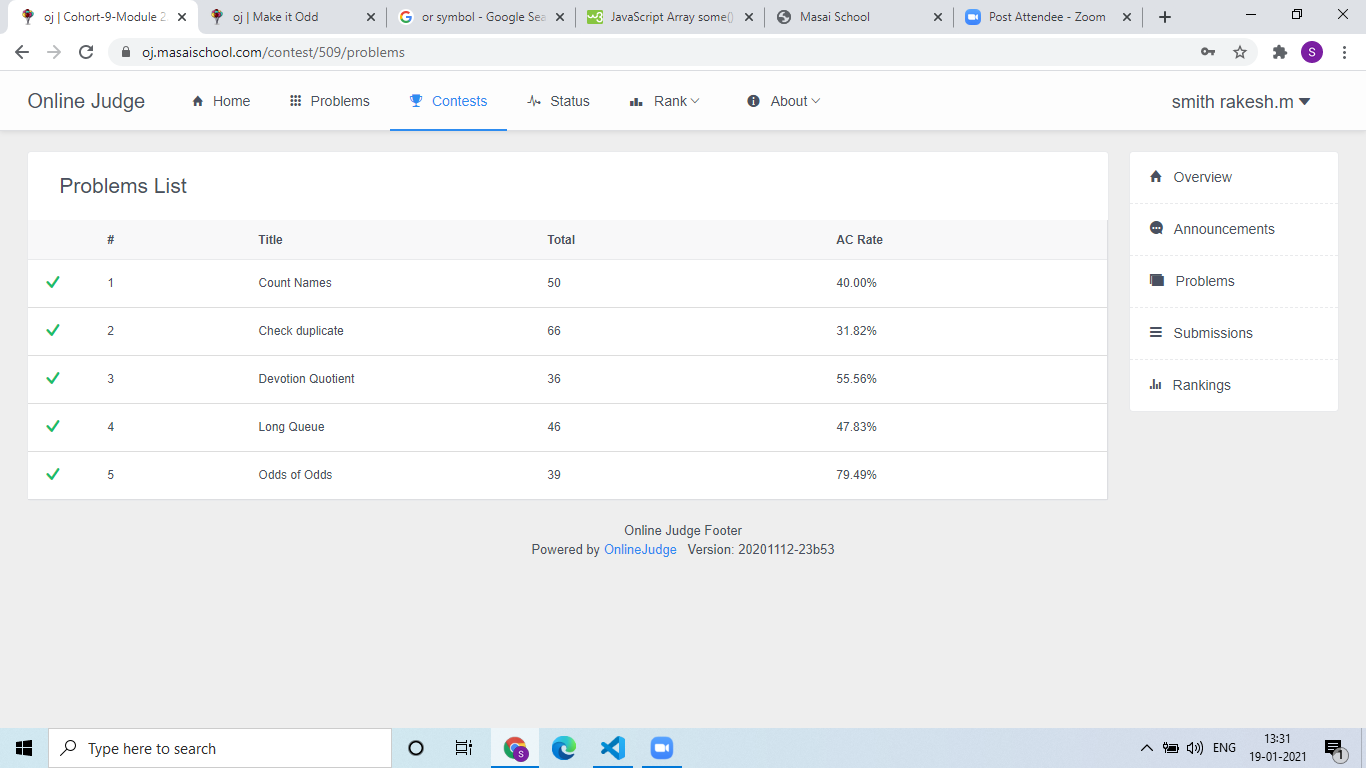 oj | Cohort-9-Module 2
oj | Make it Odd
or symbol - Google Sea
JavaScript Array some()
Masai School
Post Attendee - Zoom
oj.masaischool.com/contest/509/problems
S
Online Judge
Home
Problems
Contests
Status
Rank
About
smith rakesh.m
Problems List
# Title Total AC Rate
1 Count Names 50 40.00%
2 Check duplicate 66 31.82%
3 Devotion Quotient 36 55.56%
4 Long Queue 46 47.83%
5 Odds of Odds 39 79.49%
Overview
Announcements
Problems
Submissions
Rankings
Online Judge Footer
Powered by OnlineJudge Version: 20201112-23b53
Type here to search
S
ENG
13:31
19-01-2021
1